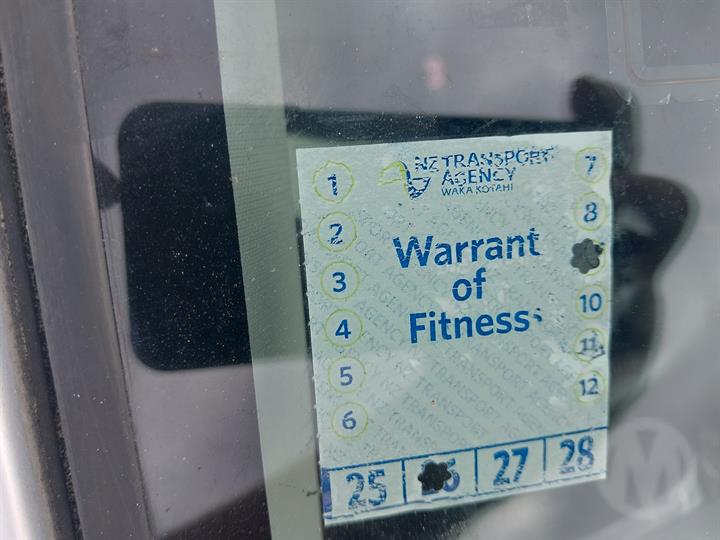 NZ TRANSPORT
AGENCY
WAKA KOTAHI
1
2
3
4
5
6
Warrant
of
Fitness
7
8
10
11
12
25
27
28